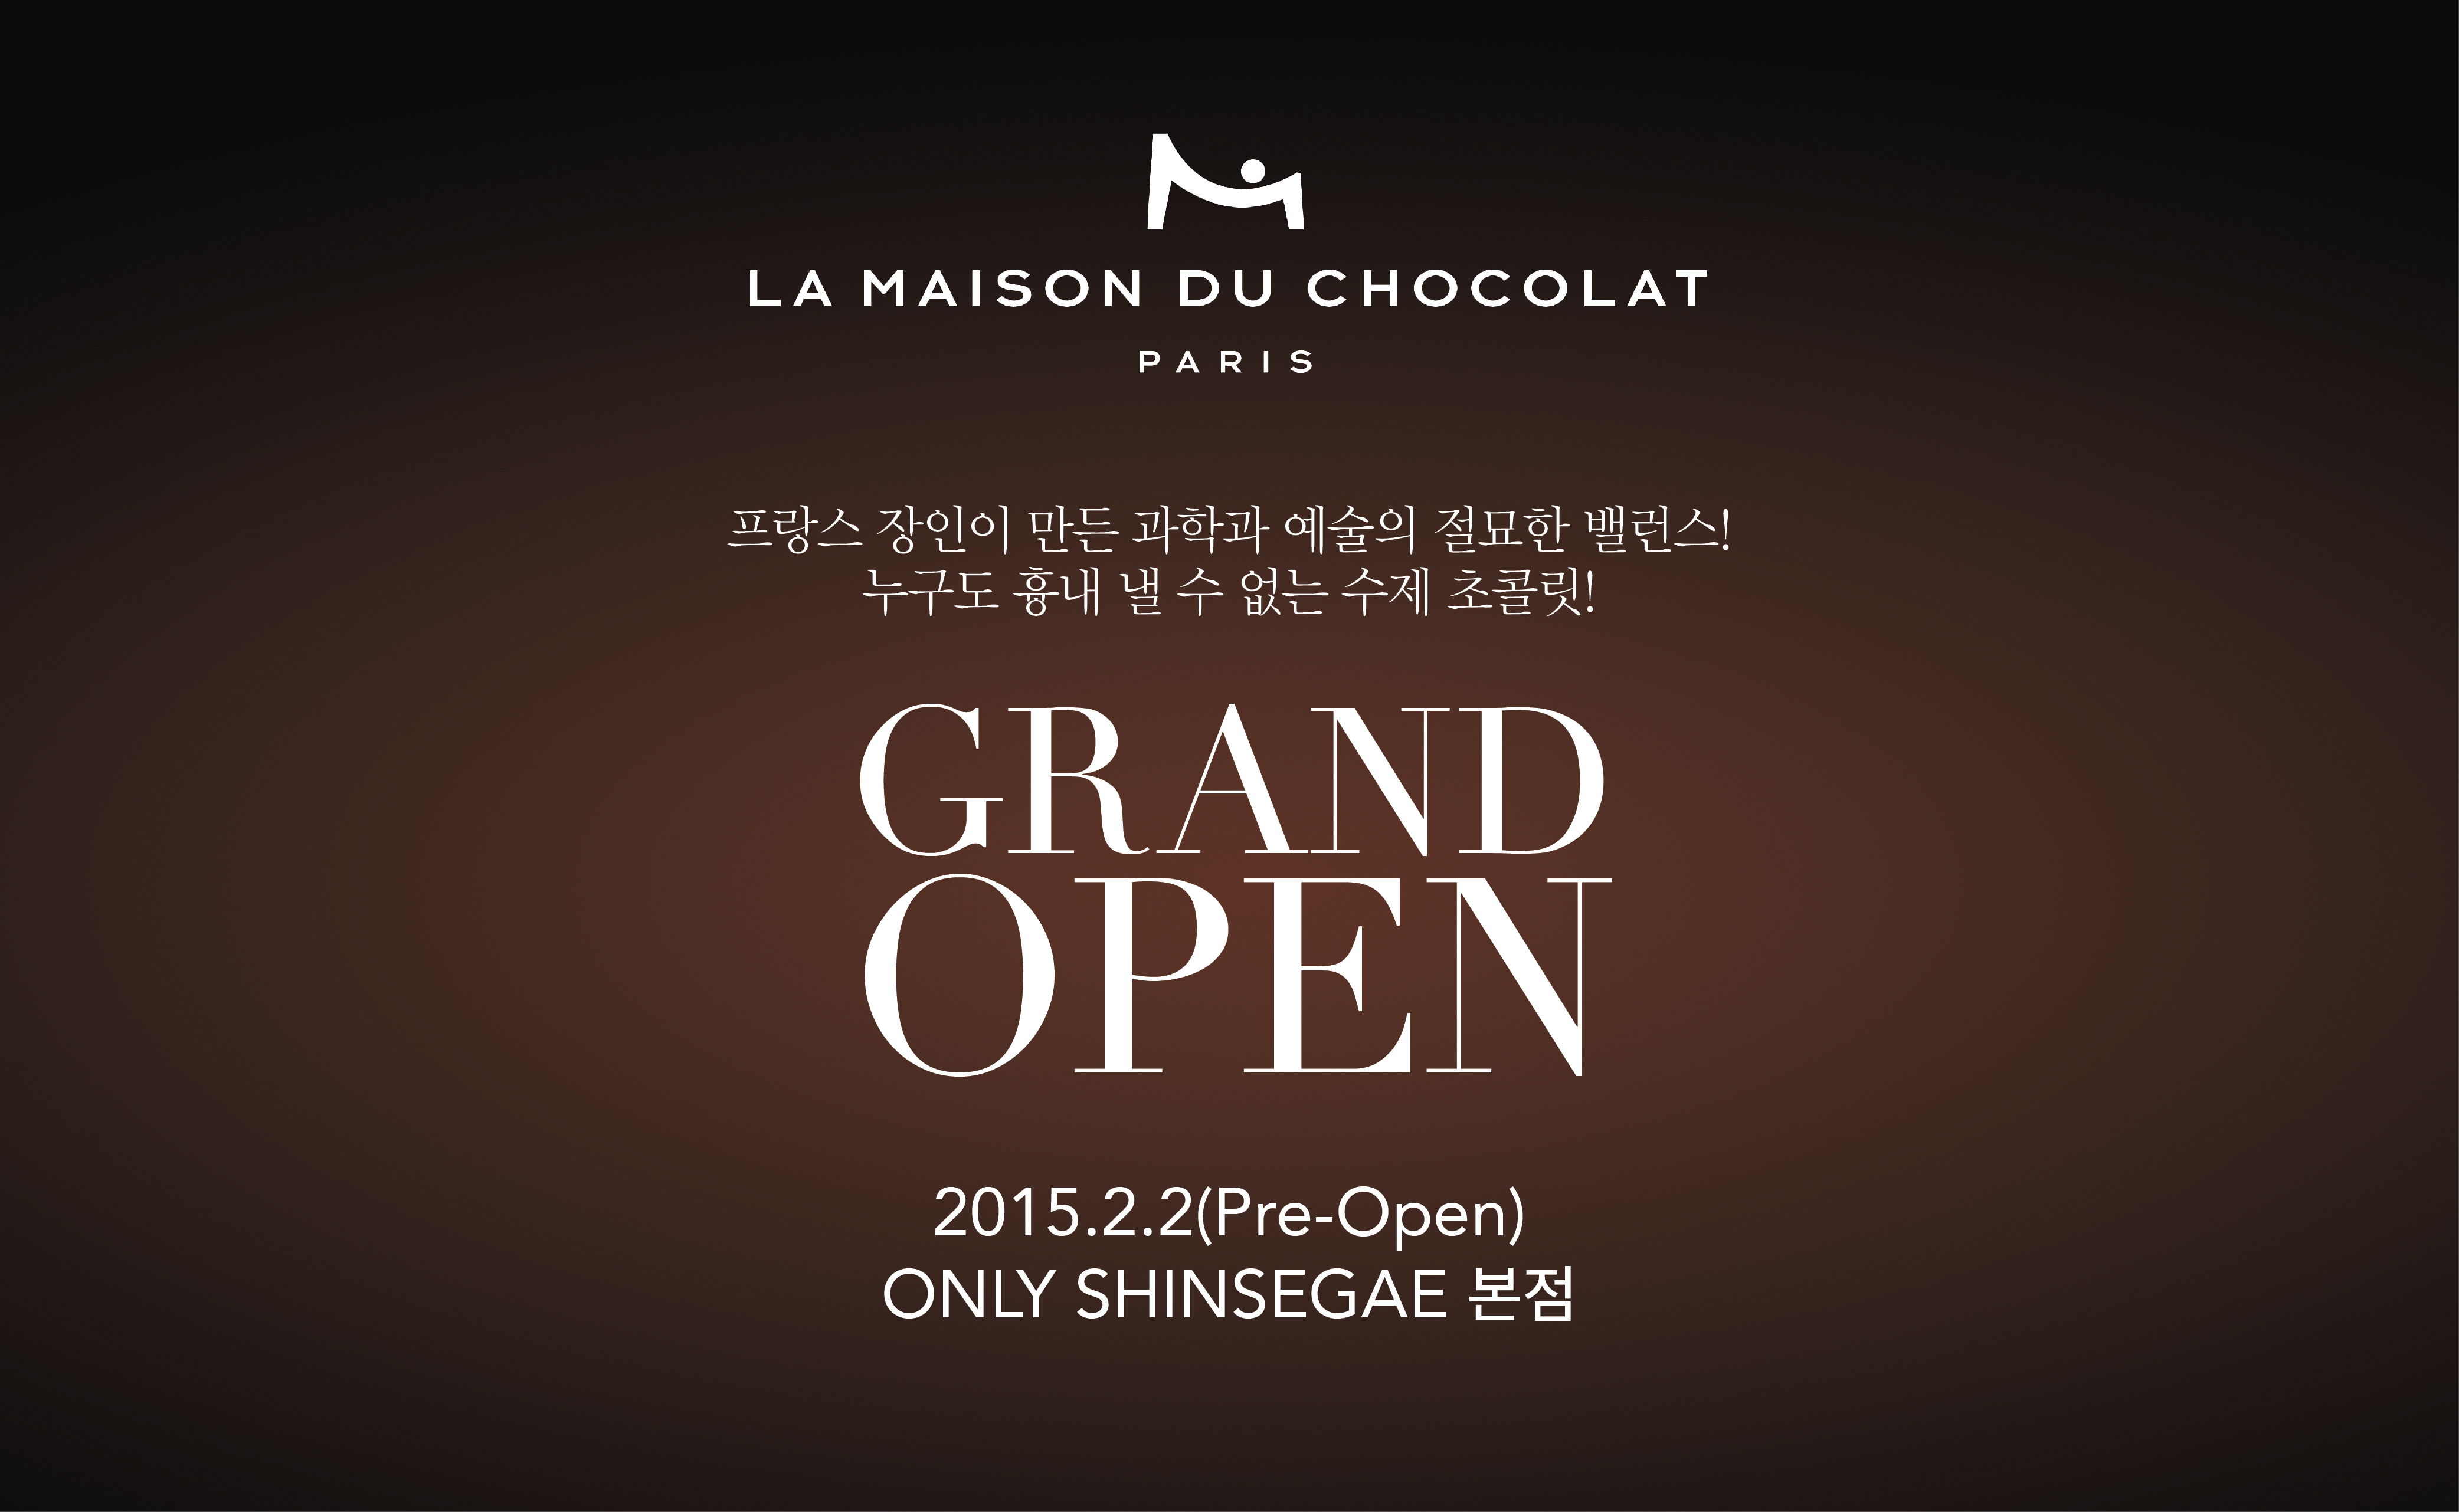 LA MAISON DU CHOCOLAT
PARIS
프랑스 장인이 만든 과학과 예술의 절묘한 밸런스!
누구도 흉내 낼 수 없는 수제 초콜릿!
GRAND
OPEN
2015.2.2(Pre-Open)
ONLY SHINSEGAE 본점